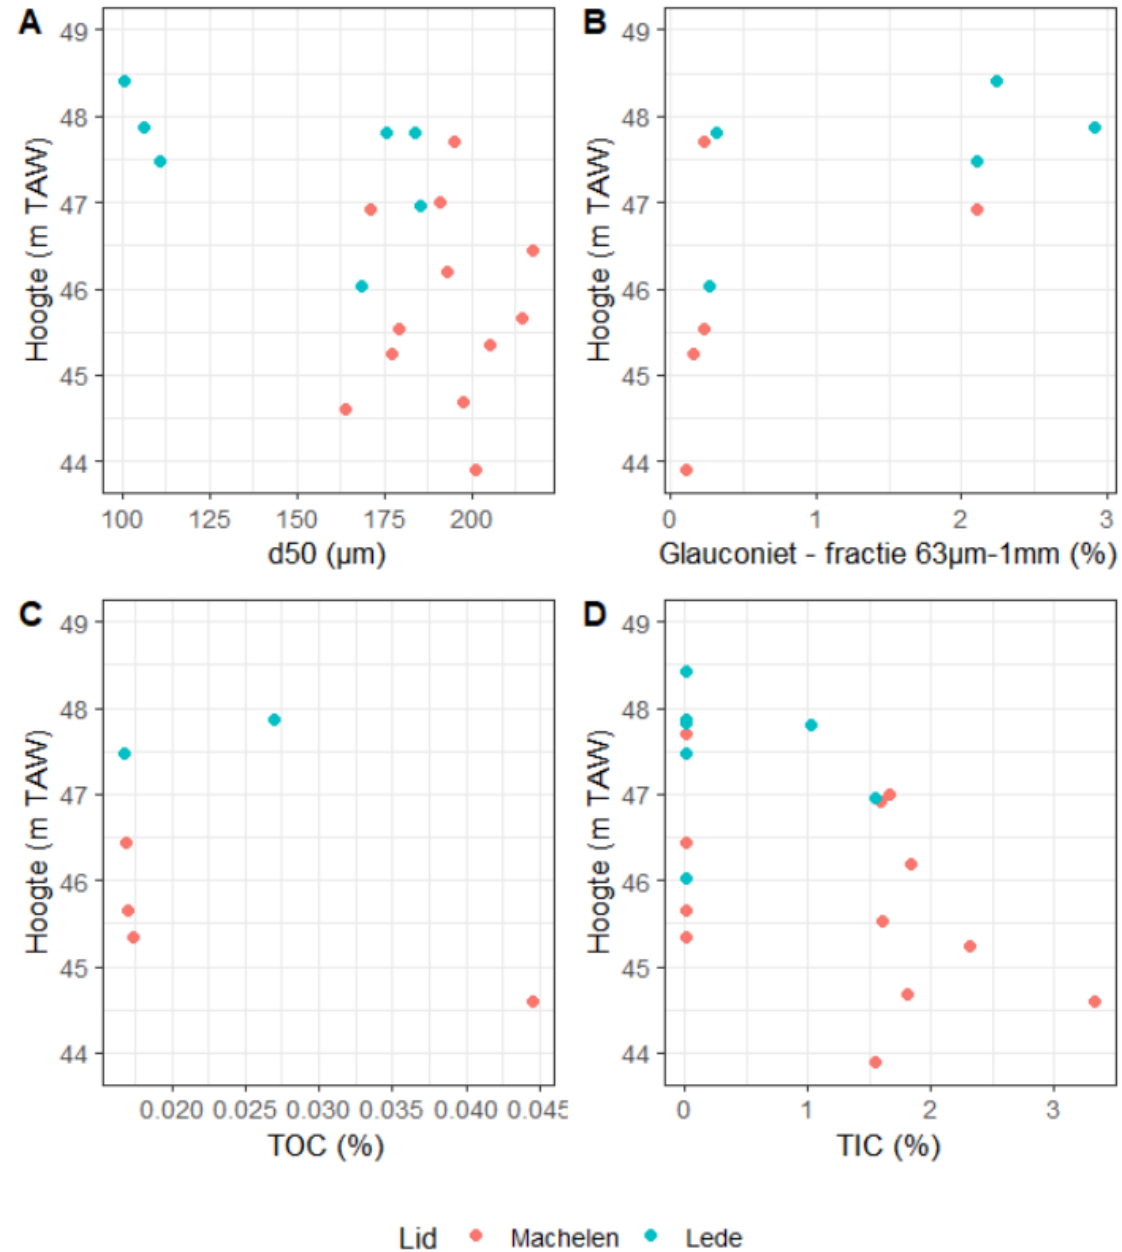 A
49
48
47
46
45
44
Hoogte (m TAW)
100 125 150 175 200
d50 (µm)
B
49
48
47
46
45
44
Hoogte (m TAW)
0 1 2 3
Glauconiet - fractie 63µm-1mm (%)
C
49
48
47
46
45
44
Hoogte (m TAW)
0.020 0.025 0.030 0.035 0.040 0.045
TOC (%)
D
49
48
47
46
45
44
Hoogte (m TAW)
0 1 2 3
TIC (%)
Lid Machelen Lede